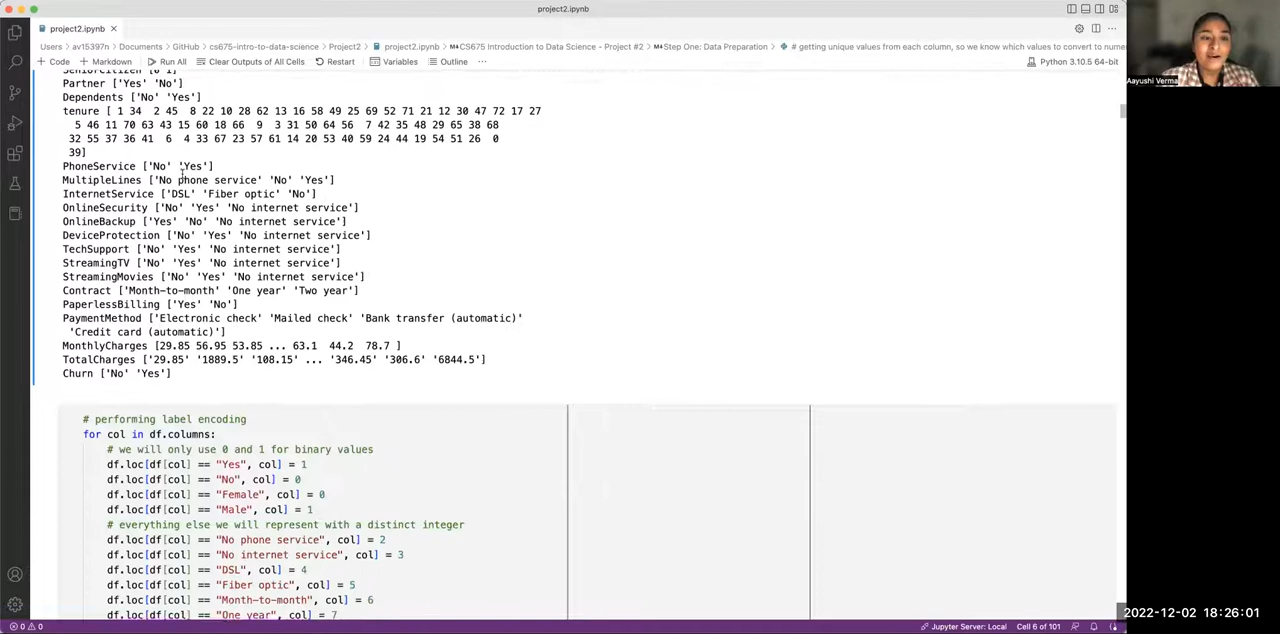 project2.ipynb
project2.ipynb
Users > av15397n > Documents > GitHub > cs675-intro-to-data-science > Project2 > project2.ipynb > CS675 Introduction to Data Science - Project #2 > Step One: Data Preparation > # getting unique values from each column, so we know which values to convert to numer
+ Code + Markdown Run All Clear Outputs of All Cells Restart Variables Outline ... Python 3.10.5 64-bit
Aayushi Verma
SeniorCitizen [0 1]
Partner ['Yes' 'No']
Dependents ['No' 'Yes']
tenure [ 1 34 2 45 8 22 10 28 62 13 16 58 49 25 69 52 71 21 12 30 47 72 17 27
5 46 11 70 63 43 15 60 18 66 9 3 31 50 64 56 7 42 35 48 29 65 38 68
32 55 37 36 41 6 4 33 67 23 57 61 14 20 53 40 59 24 44 19 54 51 26 0
39]
PhoneService ['No' 'Yes']
MultipleLines ['No phone service' 'No' 'Yes']
InternetService ['DSL' 'Fiber optic' 'No']
OnlineSecurity ['No' 'Yes' 'No internet service']
OnlineBackup ['Yes' 'No' 'No internet service']
DeviceProtection ['No' 'Yes' 'No internet service']
TechSupport ['No' 'Yes' 'No internet service']
StreamingTV ['No' 'Yes' 'No internet service']
StreamingMovies ['No' 'Yes' 'No internet service']
Contract ['Month-to-month' 'One year' 'Two year']
PaperlessBilling ['Yes' 'No']
PaymentMethod ['Electronic check' 'Mailed check' 'Bank transfer (automatic)'
'Credit card (automatic)']
MonthlyCharges [29.85 56.95 53.85 ... 63.1 44.2 78.7 ]
TotalCharges ['29.85' '1889.5' '108.15' ... '346.45' '306.6' '6844.5']
Churn ['No' 'Yes']
# performing label encoding
for col in df.columns:
# we will only use 0 and 1 for binary values
df.loc[df[col] == "Yes", col] = 1
df.loc[df[col] == "No", col] = 0
df.loc[df[col] == "Female", col] = 0
df.loc[df[col] == "Male", col] = 1
# everything else we will represent with a distinct integer
df.loc[df[col] == "No phone service", col] = 2
df.loc[df[col] == "No internet service", col] = 3
df.loc[df[col] == "DSL", col] = 4
df.loc[df[col] == "Fiber optic", col] = 5
df.loc[df[col] == "Month-to-month", col] = 6
df.loc[df[col] == "One year", col] = 7
2022-12-02 18:26:01
0 0 Jupyter Server: Local Cell 6 of 101